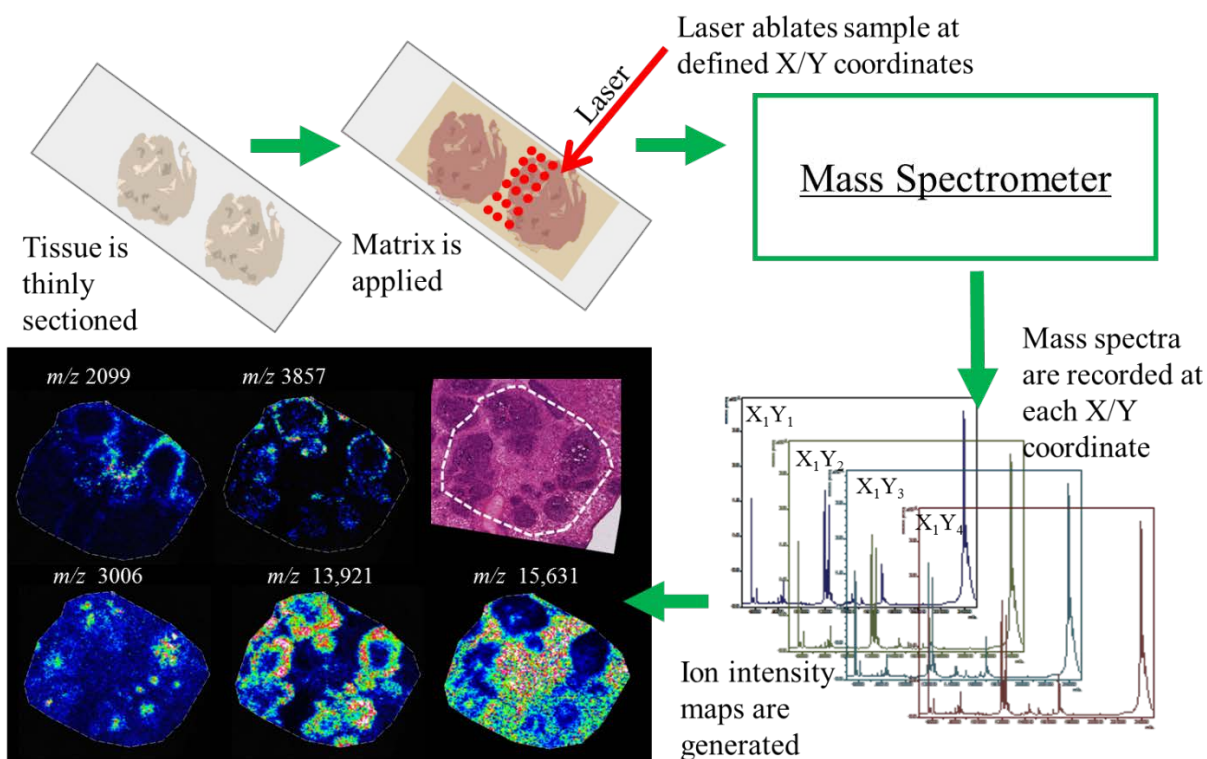 Laser ablates sample at
defined X/Y coordinates
Laser
Mass Spectrometer
Tissue is
thinly
sectioned
Matrix is
applied
Mass spectra
are recorded at
each X/Y
coordinate
X₁Y₁
X₁Y₂
X₁Y₃
X₁Y₄
Ion intensity
maps are
generated
m/z 2099
m/z 3857
m/z 3006
m/z 13,921
m/z 15,631